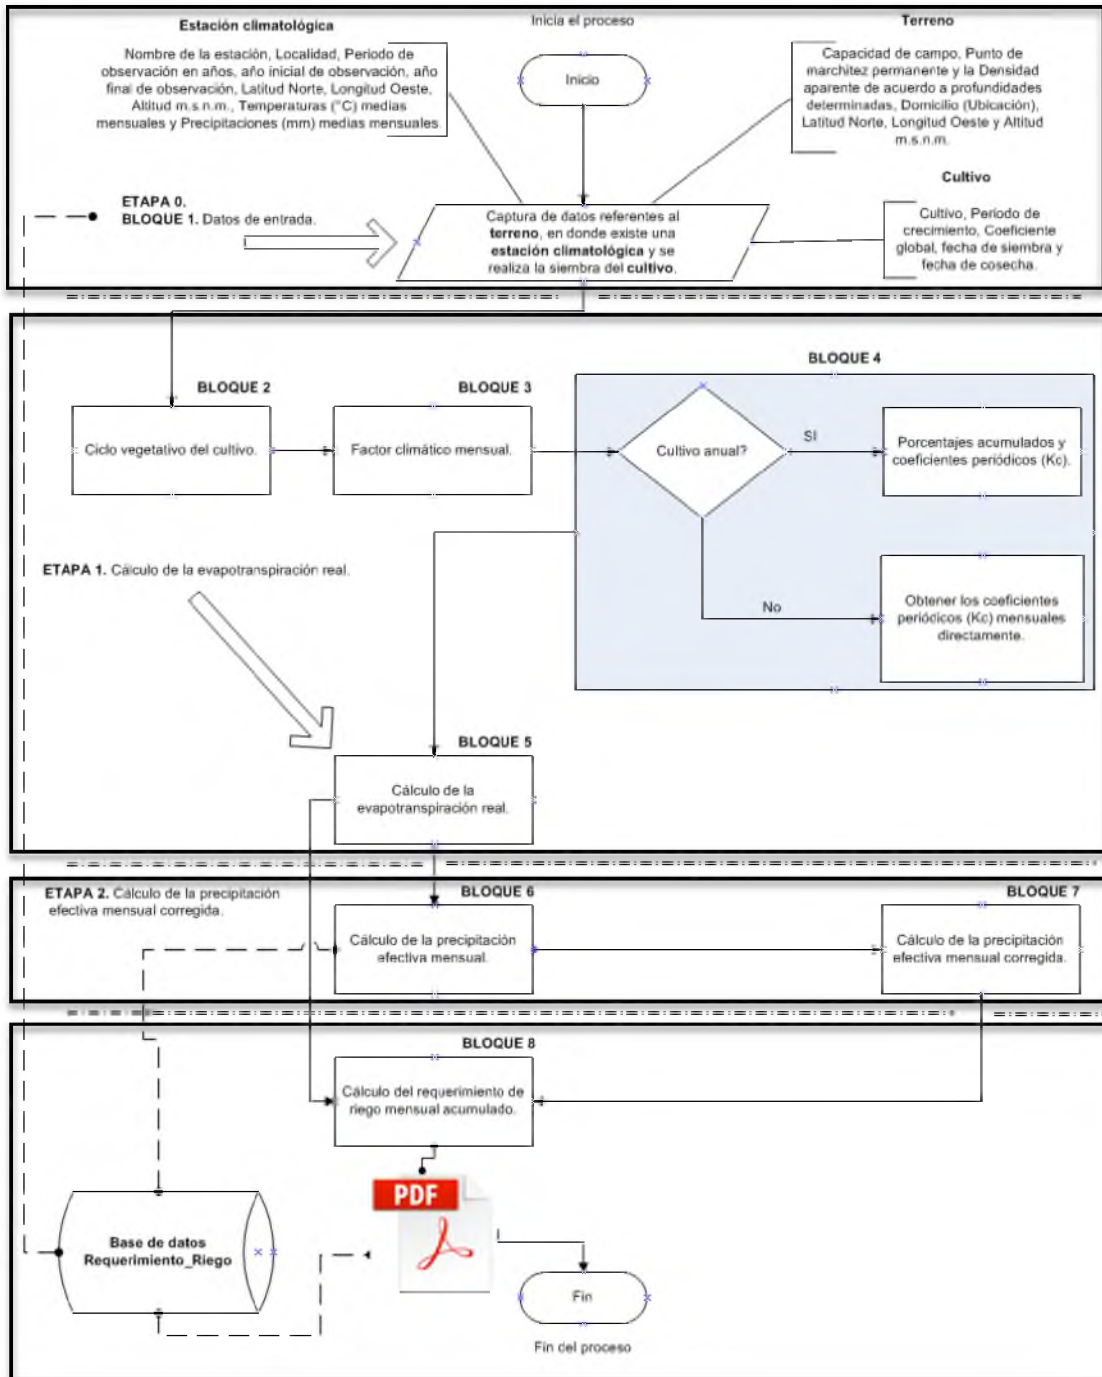 Estación climatológica
Nombre de la estación, Localidad, Periodo de
observación en años, año inicial de observación, año
final de observación, Latitud Norte, Longitud Oeste,
Altitud m.s.n.m., Temperaturas (°C) medias
mensuales y Precipitaciones (mm) medias mensuales
Inicia el proceso
Inicio
Terreno
Capacidad de campo, Punto de
marchitez permanente y la Densidad
aparente de acuerdo a profundidades
determinadas, Domicilio (Ubicación),
Latitud Norte, Longitud Oeste y Altitud
m.s.n.m.
Cultivo
Cultivo, Período de
crecimiento, Coeficiente
global, fecha de siembra y
fecha de cosecha.
ETAPA 0.
BLOQUE 1. Datos de entrada.
Captura de datos referentes al
terreno, en donde existe una
estación climatológica y se
realiza la siembra del cultivo.
BLOQUE 2
Ciclo vegetativo del cultivo.
BLOQUE 3
Factor climático mensual.
BLOQUE 4
Cultivo anual?
SI
Porcentajes acumulados y
coeficientes periódicos (Kc).
No
Obtener los coeficientes
periódicos (Kc) mensuales
directamente.
ETAPA 1. Cálculo de la evapotranspiración real.
BLOQUE 5
Cálculo de la
evapotranspiración real.
ETAPA 2. Cálculo de la precipitación
efectiva mensual corregida.
BLOQUE 6
Cálculo de la precipitación
efectiva mensual.
BLOQUE 7
Cálculo de la precipitación
efectiva mensual corregida.
BLOQUE 8
Cálculo del requerimiento de
riego mensual acumulado.
PDF
Base de datos
Requerimiento_Riego
Fin
Fin del proceso